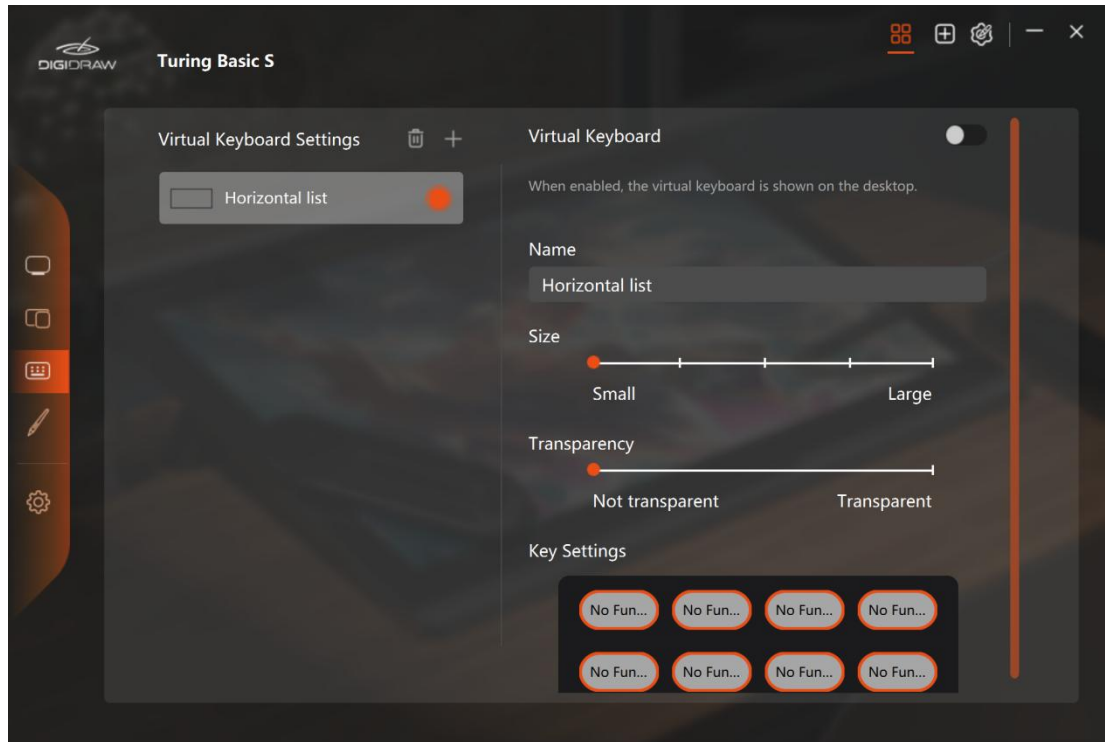 DIGIDRAW
Turing Basic S
Virtual Keyboard Settings
Horizontal list
Virtual Keyboard
When enabled, the virtual keyboard is shown on the desktop.
Name
Horizontal list
Size
Small Large
Transparency
Not transparent Transparent
Key Settings
No Fun... No Fun... No Fun... No Fun...
No Fun... No Fun... No Fun... No Fun...